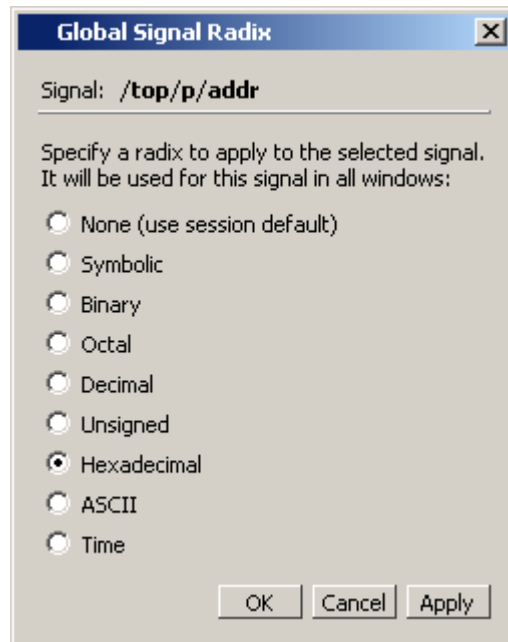 Global Signal Radix
Signal: /top/p/addr
Specify a radix to apply to the selected signal.
It will be used for this signal in all windows:
None (use session default)
Symbolic
Binary
Octal
Decimal
Unsigned
Hexadecimal
ASCII
Time
OK Cancel Apply